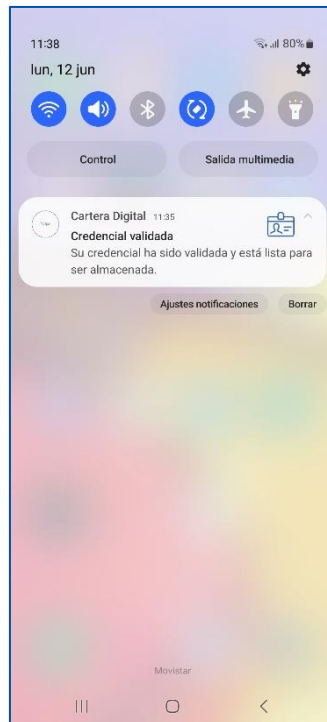 11:38 80%
lun, 12 jun
Control Salida multimedia
Cartera Digital 11:35
Credencial validada
Su credencial ha sido validada y está lista para
ser almacenada.
Ajustes notificaciones Borrar
Movistar